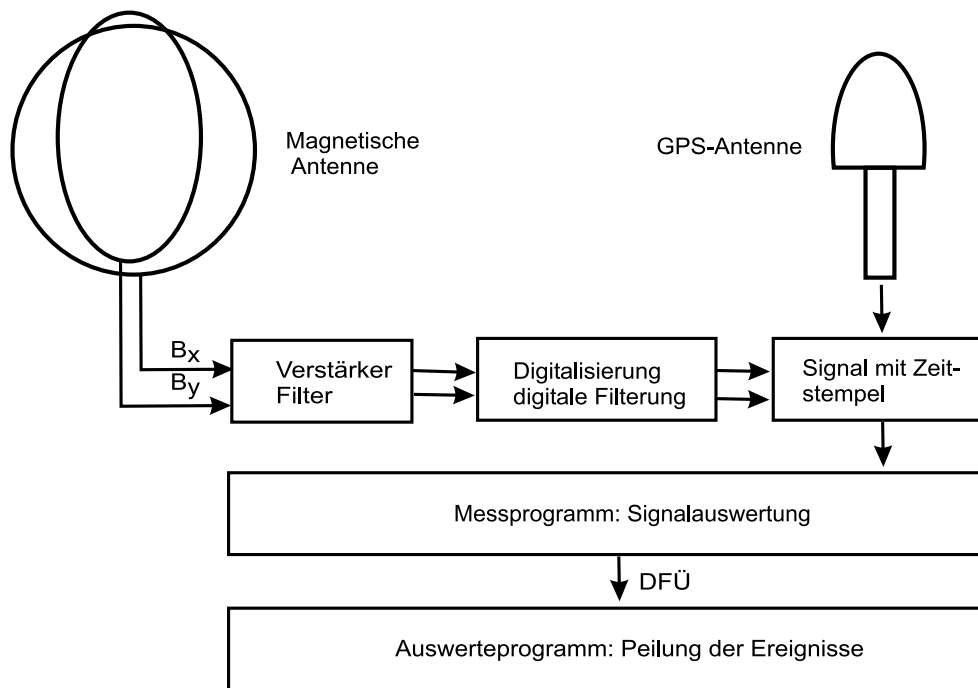 Magnetische
Antenne
GPS-Antenne
Bx
By
Verstärker
Filter
Digitalisierung
digitale Filterung
Signal mit Zeit-
stempel
Messprogramm: Signalauswertung
DFÜ
Auswerteprogramm: Peilung der Ereignisse